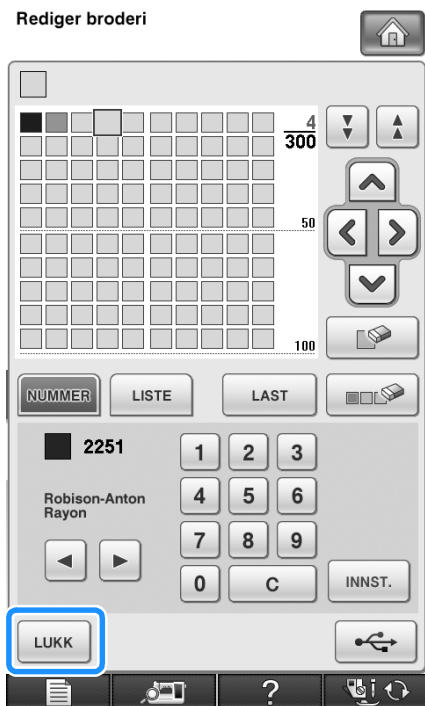 Rediger broderi
4
300
50
100
NUMMER LISTE LAST
2251
Robison-Anton
Rayon
1 2 3
4 5 6
7 8 9
0 C
INNST.
LUKK
?